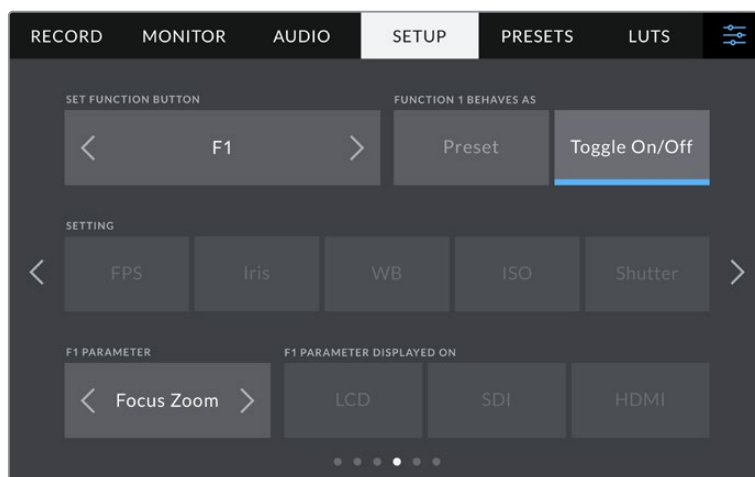 RECORD MONITOR AUDIO SETUP PRESETS LUTS
SET FUNCTION BUTTON FUNCTION 1 BEHAVES AS
F1 Preset Toggle On/Off
SETTING
FPS Iris WB ISO Shutter
F1 PARAMETER F1 PARAMETER DISPLAYED ON
Focus Zoom LCD SDI HDMI